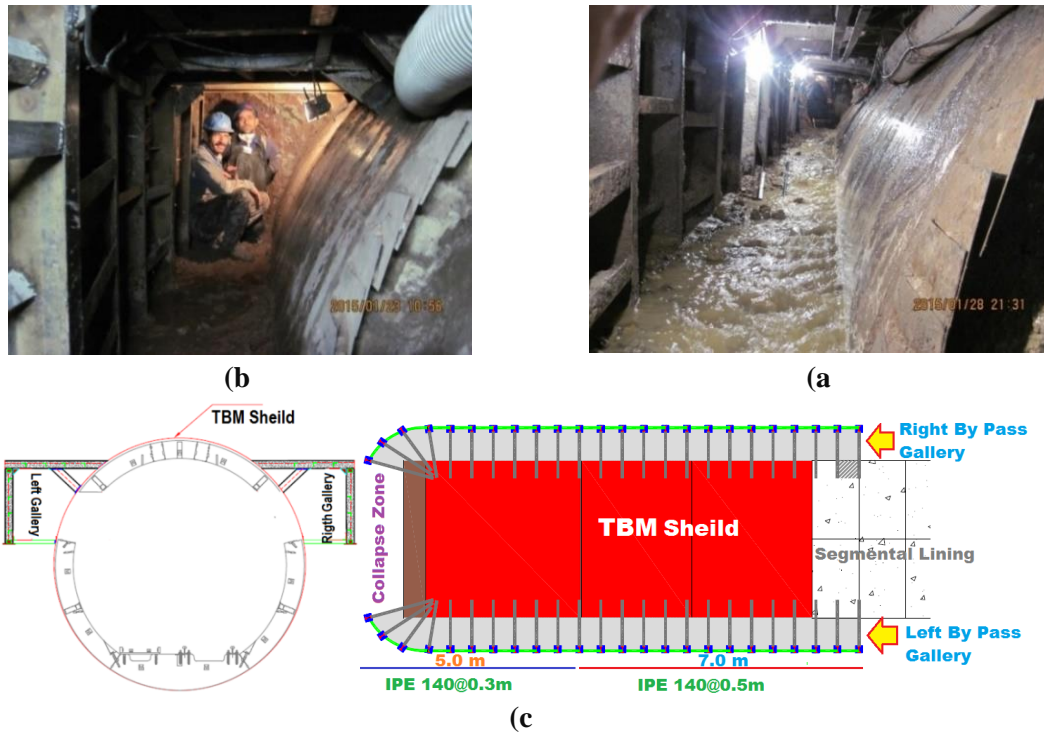 2015/01/23 10:56
2015/01/28 21:31
(b)
(a
TBM Sheild
Left Gallery
Rigth Gallery
Right By Pass
Gallery
Collapse Zone
TBM Sheild
Segmental Lining
Left By Pass
Gallery
5.0 m
7.0 m
IPE 140@0.3m
IPE 140@0.5m
(c